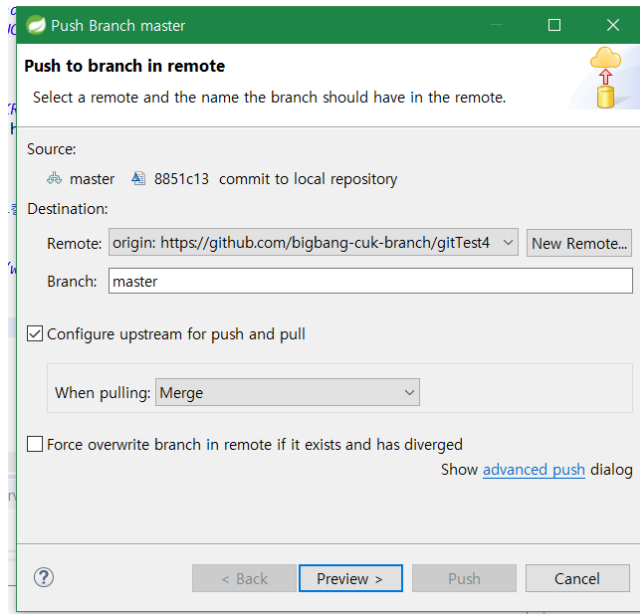 Push Branch master
Push to branch in remote
Select a remote and the name the branch should have in the remote.
Source:
master 8851c13 commit to local repository
Destination:
Remote: origin: https://github.com/bigbang-cuk-branch/gitTest4 New Remote...
Branch: master
Configure upstream for push and pull
When pulling: Merge
Force overwrite branch in remote if it exists and has diverged
Show advanced push dialog
? < Back Preview > Push Cancel